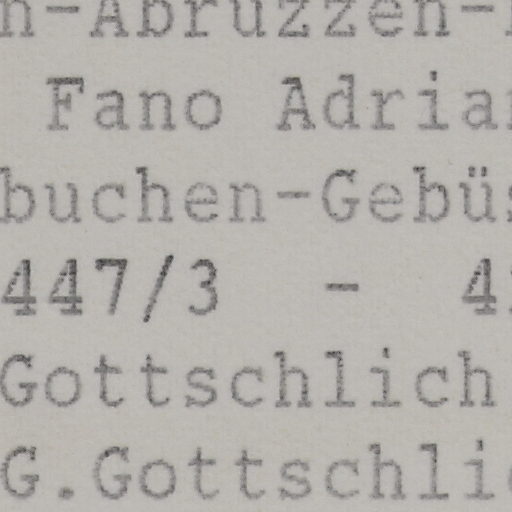 n-Abruzzen-
Fano Adria
buchen-Gebüs
447/3 - 4
Gottschlich
G.Gottschli